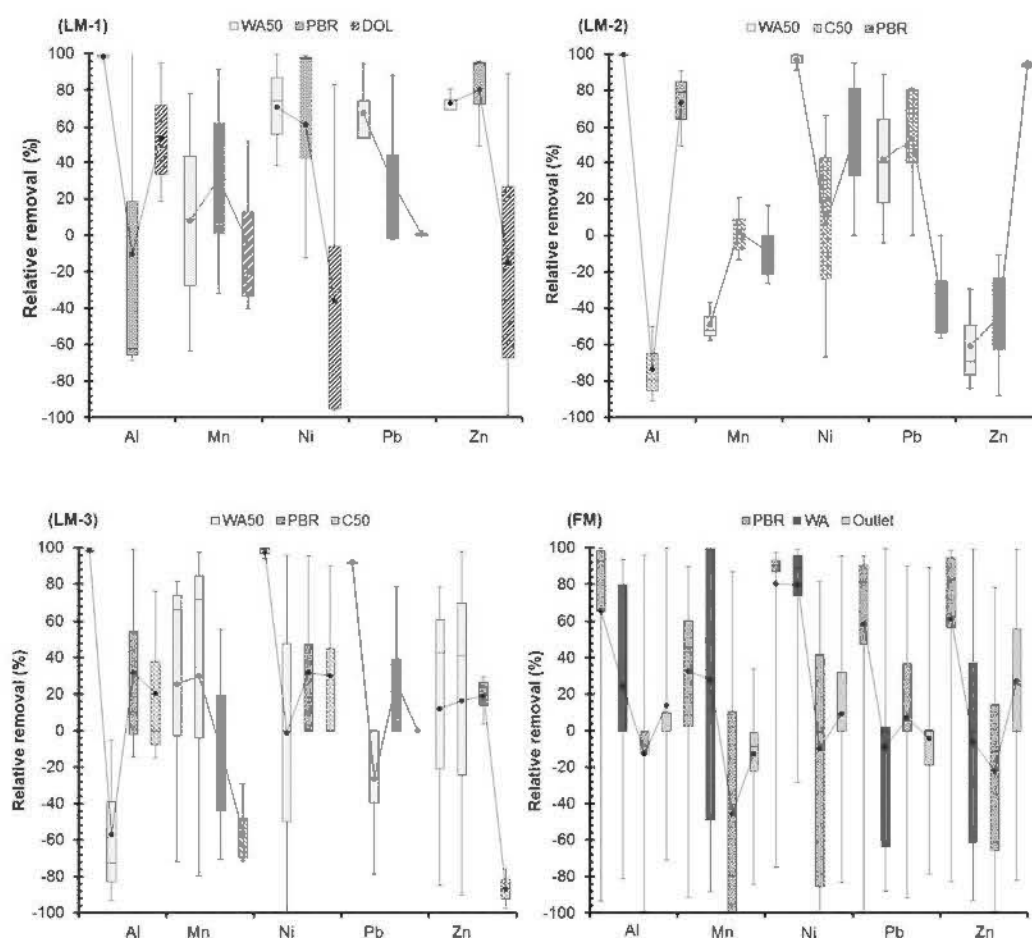 (LM-1)
WA50 PBR DOL
Relative removal (%)
100
80
60
40
20
0
-20
-40
-60
-80
-100
Al Mn Ni Pb Zn
(LM-2)
WA50 C50 PBR
Relative removal (%)
100
80
60
40
20
0
-20
-40
-60
-80
-100
Al Mn Ni Pb Zn
(LM-3)
WA50 PBR C50
Relative removal (%)
100
80
60
40
20
0
-20
-40
-60
-80
-100
Al Mn Ni Pb Zn
(FM)
PBR WA Outlet
Relative removal (%)
100
80
60
40
20
0
-20
-40
-60
-80
-100
Al Mn Ni Pb Zn